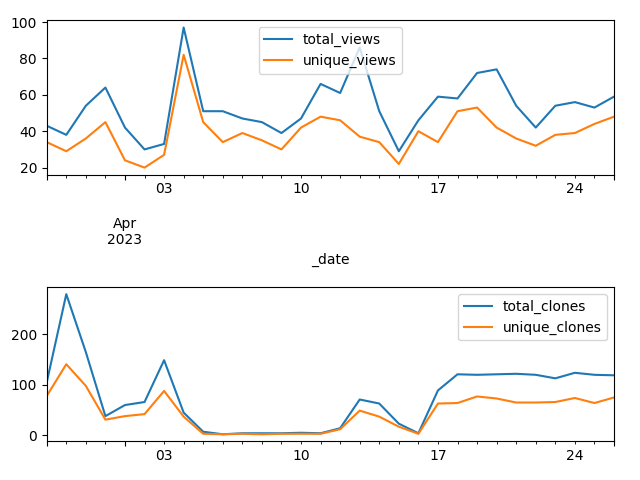 100
80
60
40
20
total_views
unique_views
03
10
17
24
Apr
2023
_date
200
100
0
total_clones
unique_clones
03
10
17
24